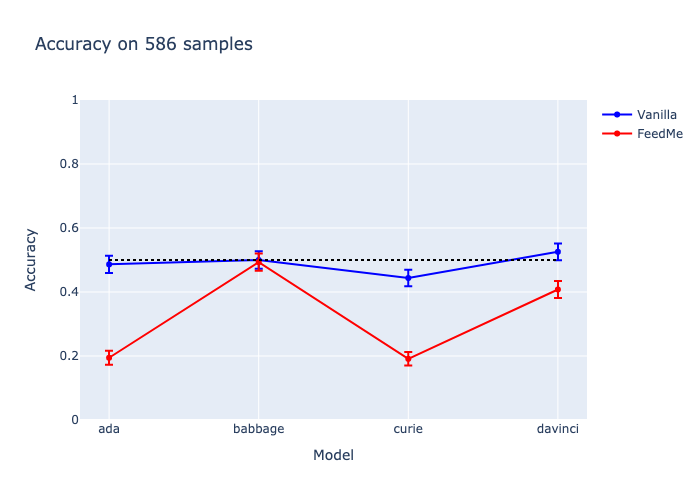 Accuracy on 586 samples
1
0.8
0.6
0.4
0.2
0
Accuracy
ada
babbage
curie
davinci
Model
Vanilla
FeedMe